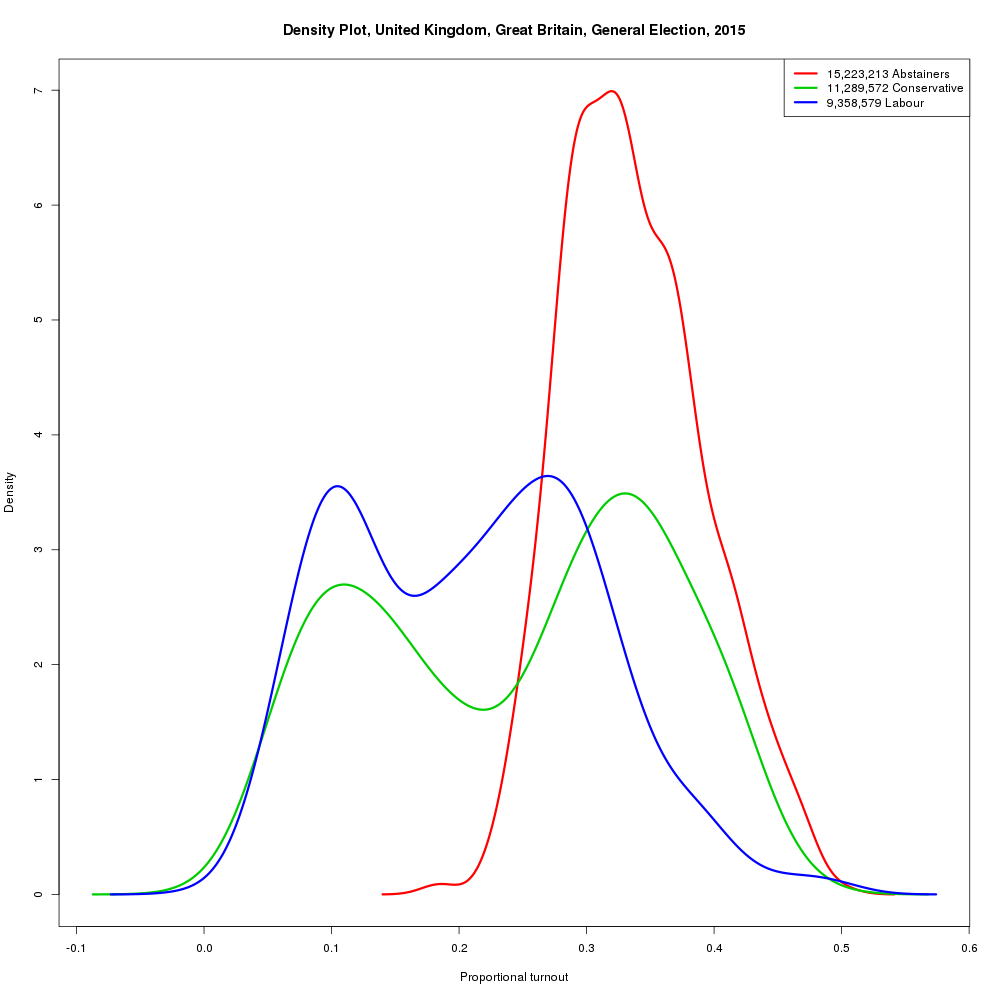 Density Plot, United Kingdom, Great Britain, General Election, 2015
15,223,213 Abstainers
11,289,572 Conservative
9,358,579 Labour
7
6
5
4
3
2
1
0
Density
-0.1 0.0 0.1 0.2 0.3 0.4 0.5 0.6
Proportional turnout